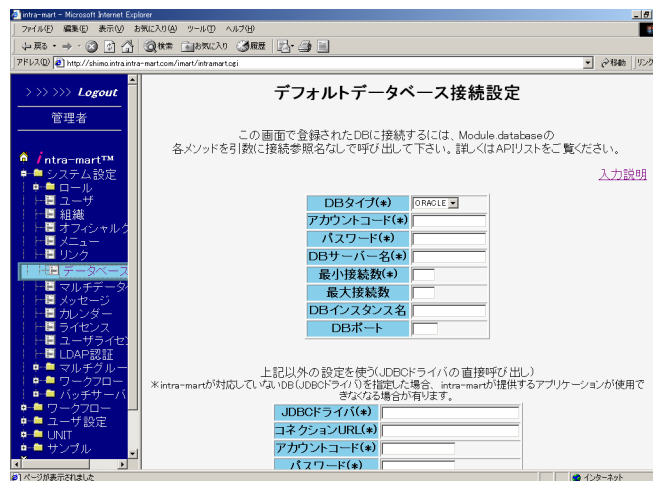 intra-mart - Microsoft Internet Explorer
ファイル(F) 編集(E) 表示(V) お気に入り(A) ツール(T) ヘルプ(H)
戻る 検索 お気に入り 履歴
アドレス(D) http://shimo.intra.intra-mart.com/imart/intramart.cgi 移動 リンク
> >> >>> Logout
管理者
intra-mart™
システム設定
ロール
ユーザ
組織
オフィシャルグ
メニュー
リンク
データベース
マルチデータ
メッセージ
カレンダー
ライセンス
ユーザライセ
LDAP認証
マルチグルー
ワークフロー
バッチサーバ
ワークフロー
ユーザ設定
UNIT
サンプル
デフォルトデータベース接続設定
この画面で登録されたDBに接続するには、Module.databaseの
各メソッドを引数に接続参照名なしで呼び出して下さい。詳しくはAPIリストをご覧ください。
入力説明
DBタイプ(*) ORACLE
アカウントコード(*)
パスワード(*)
DBサーバー名(*)
最小接続数(*)
最大接続数
DBインスタンス名
DBポート
上記以外の設定を使う(JDBCドライバの直接呼び出し)
*intra-martが対応していないDB(JDBCドライバ)を指定した場合、intra-martが提供するアプリケーションが使用で
きなくなる場合が有ります。
JDBCドライバ(*)
コネクションURL(*)
アカウントコード(*)
パスワード(*)
ページが表示されました インターネット